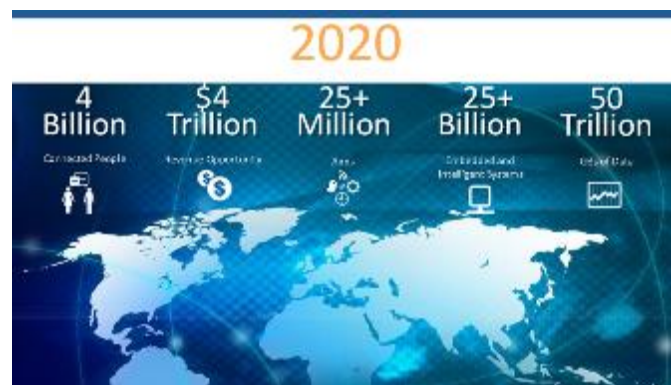 2020
4
Billion
Connected People
$4
Trillion
Revenue Opportunity
25+
Million
Apps
25+
Billion
Embedded and
Intelligent Systems
50
Trillion
GBs of Data